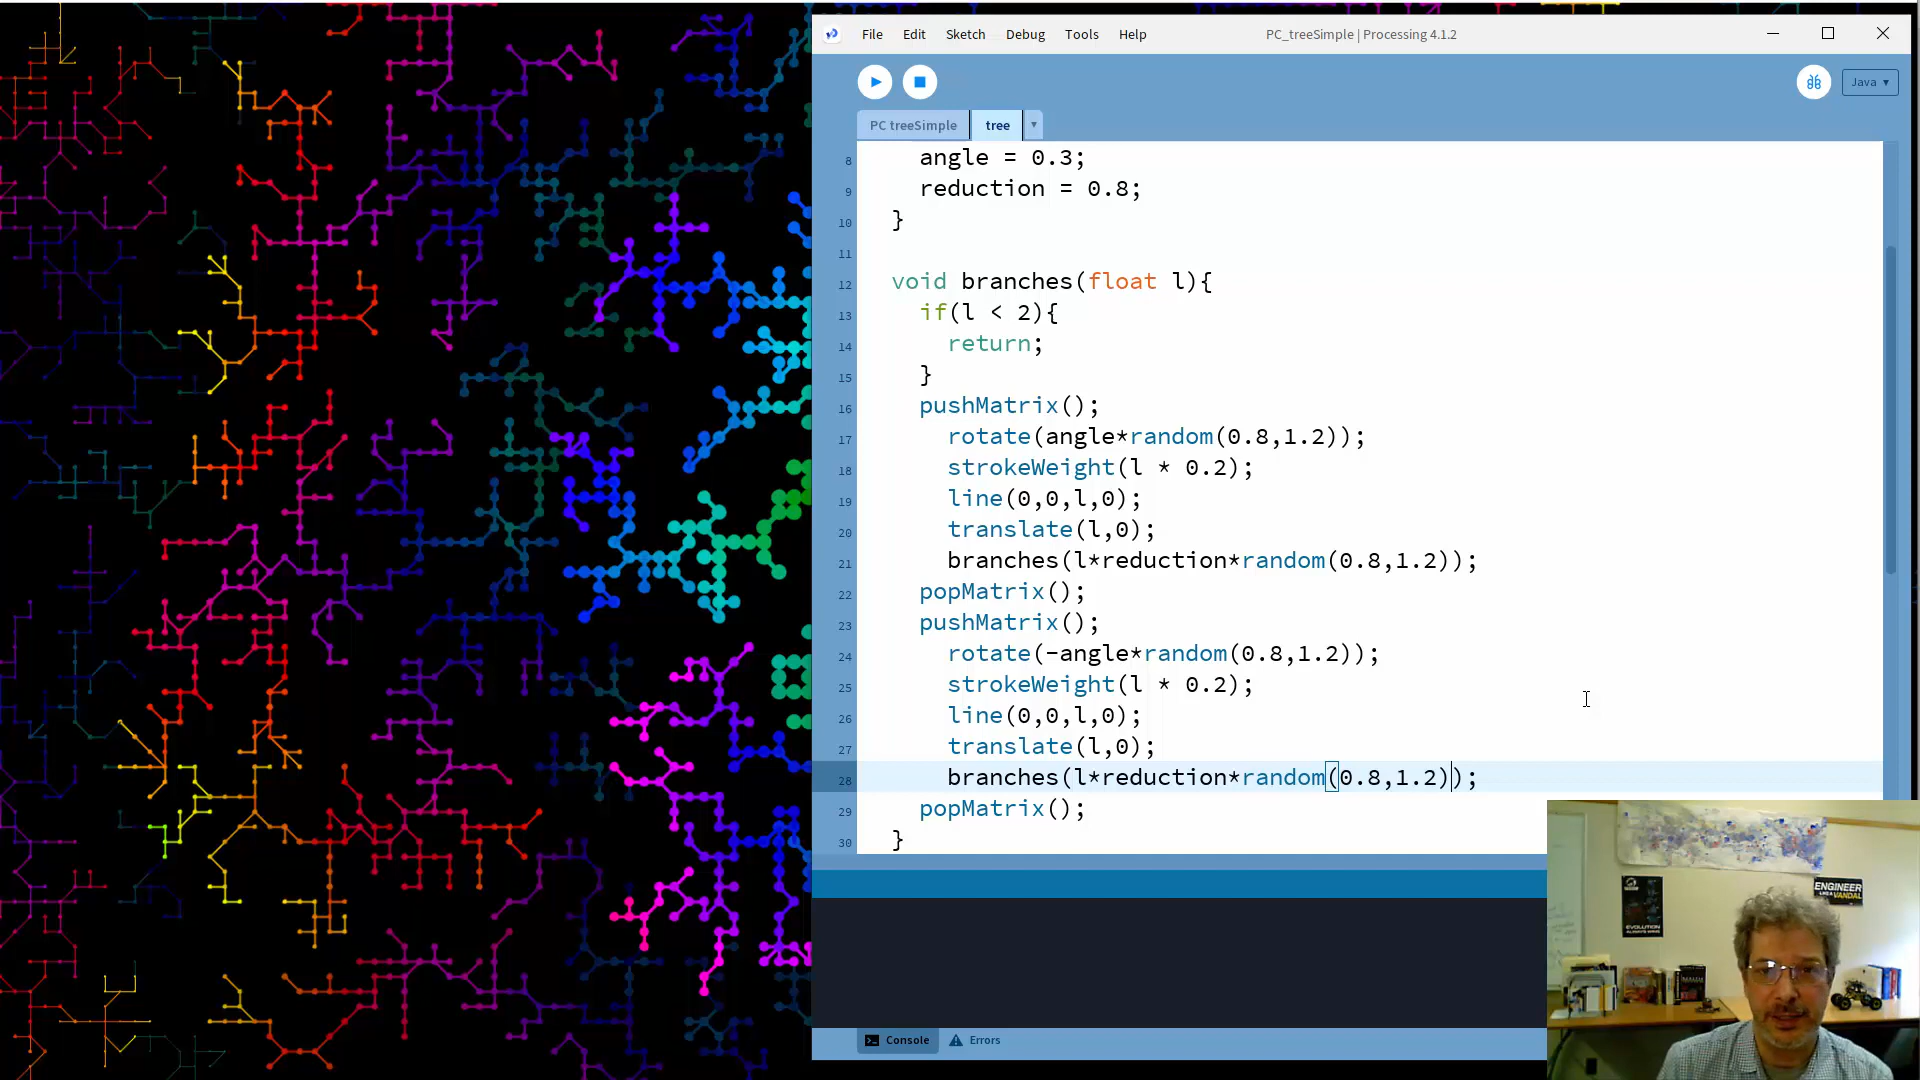 File Edit Sketch Debug Tools Help
PC_treeSimple | Processing 4.1.2
Java ▾
PC treeSimple tree ▾
8 angle = 0.3;
9 reduction = 0.8;
10 }
11
12 void branches(float l){
13 if(l < 2){
14 return;
15 }
16 pushMatrix();
17 rotate(angle*random(0.8,1.2));
18 strokeWeight(l * 0.2);
19 line(0,0,l,0);
20 translate(l,0);
21 branches(l*reduction*random(0.8,1.2));
22 popMatrix();
23 pushMatrix();
24 rotate(-angle*random(0.8,1.2));
25 strokeWeight(l * 0.2);
26 line(0,0,l,0);
27 translate(l,0);
28 branches(l*reduction*random(0.8,1.2));
29 popMatrix();
30 }
ENGINEER
LIKE A
VANDAL
EVOLUTION
Console Errors